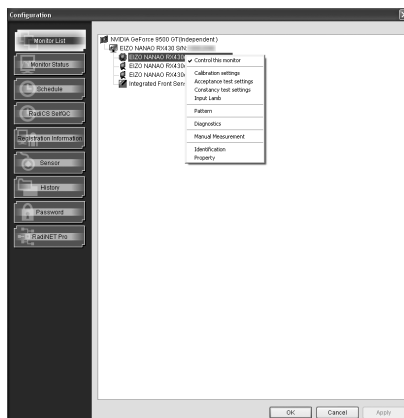 Configuration
Monitor List
Monitor Status
Schedule
RadiCS SelfQC
Registration Information
Sensor
History
Password
RadiNET Pro
NVIDIA GeForce 9500 GT(Independent)
EIZO NANAO RX430 S/N:
EIZO NANAO RX430
EIZO NANAO RX430
EIZO NANAO RX430
Integrated Front Sen
Control this monitor
Calibration settings
Acceptance test settings
Constancy test settings
Input Lamb
Pattern
Diagnostics
Manual Measurement
Identification
Property
OK
Cancel
Apply